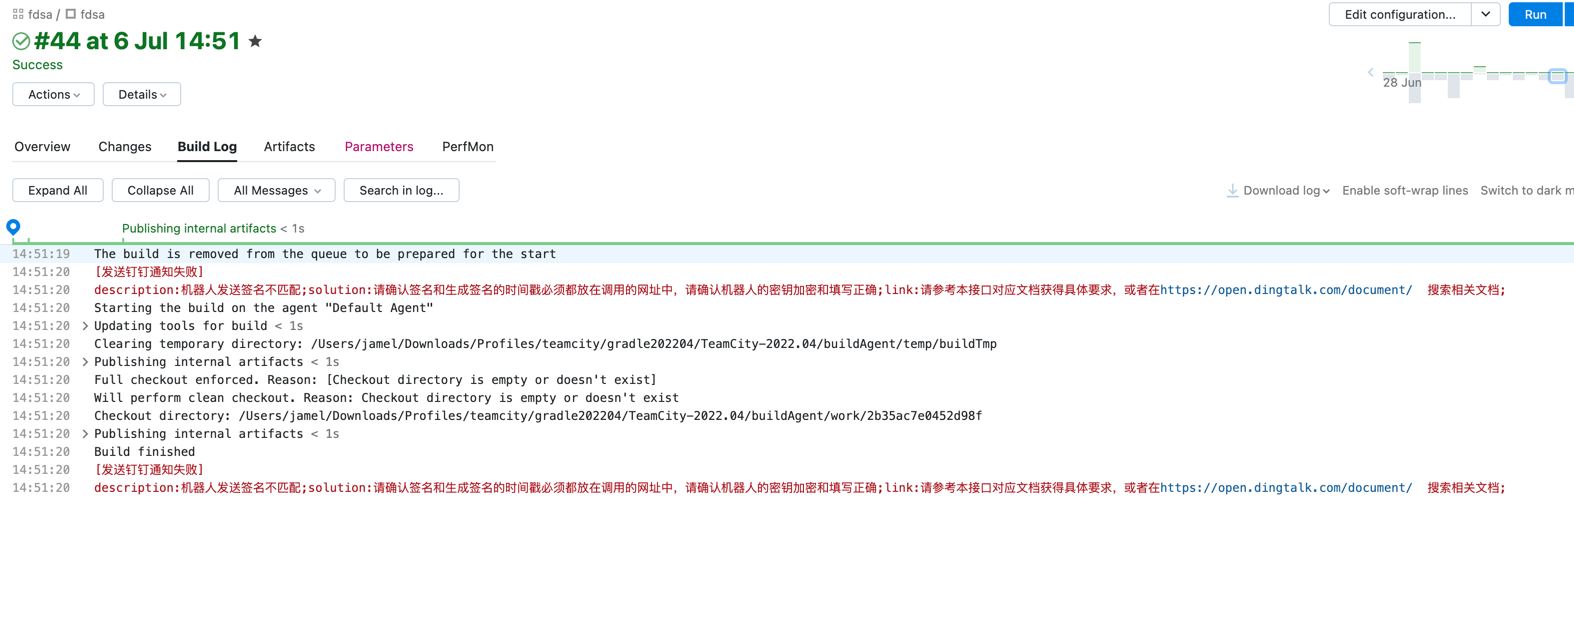 fdsa / fdsa
Edit configuration...
Run
#44 at 6 Jul 14:51
Success
28 Jun
Actions
Details
Overview
Changes
Build Log
Artifacts
Parameters
PerfMon
Expand All
Collapse All
All Messages
Search in log...
Download log
Enable soft-wrap lines
Switch to dark m
Publishing internal artifacts < 1s
14:51:19 The build is removed from the queue to be prepared for the start
14:51:20 [发送钉钉通知失败]
14:51:20 description:机器人发送签名不匹配;solution:请确认签名和生成签名的时间戳必须都放在调用的网址中，请确认机器人的密钥加密和填写正确;link:请参考本接口对应文档获得具体要求，或者在https://open.dingtalk.com/document/ 搜索相关文档;
14:51:20 Starting the build on the agent "Default Agent"
14:51:20 Updating tools for build < 1s
14:51:20 Clearing temporary directory: /Users/jamel/Downloads/Profiles/teamcity/gradle202204/TeamCity-2022.04/buildAgent/temp/buildTmp
14:51:20 Publishing internal artifacts < 1s
14:51:20 Full checkout enforced. Reason: [Checkout directory is empty or doesn't exist]
14:51:20 Will perform clean checkout. Reason: Checkout directory is empty or doesn't exist
14:51:20 Checkout directory: /Users/jamel/Downloads/Profiles/teamcity/gradle202204/TeamCity-2022.04/buildAgent/work/2b35ac7e0452d98f
14:51:20 Publishing internal artifacts < 1s
14:51:20 Build finished
14:51:20 [发送钉钉通知失败]
14:51:20 description:机器人发送签名不匹配;solution:请确认签名和生成签名的时间戳必须都放在调用的网址中，请确认机器人的密钥加密和填写正确;link:请参考本接口对应文档获得具体要求，或者在https://open.dingtalk.com/document/ 搜索相关文档;